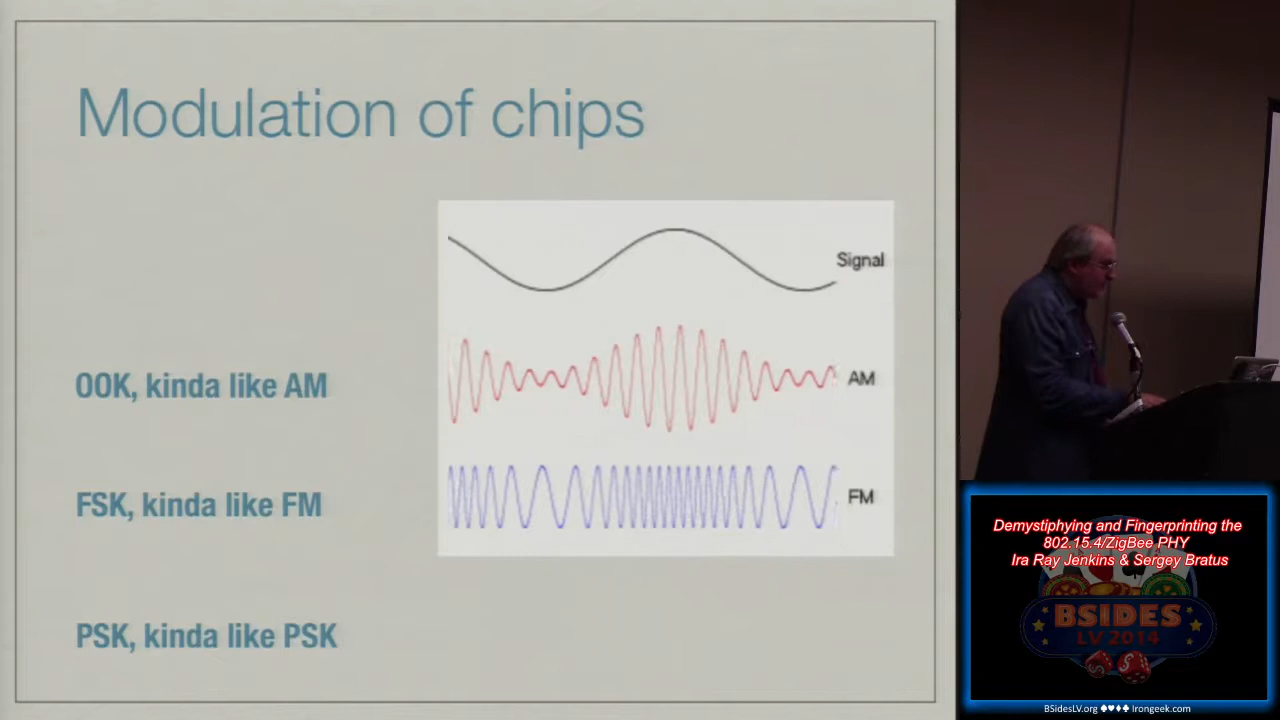 Modulation of chips
Signal
OOK, kinda like AM
AM
FSK, kinda like FM
FM
PSK, kinda like PSK
Demystiphying and Fingerprinting the
802.15.4/ZigBee PHY
Ira Ray Jenkins & Sergey Bratus
BSIDES
LV 2014
BSidesLV.org ♠♥♦♣ Irongeek.com